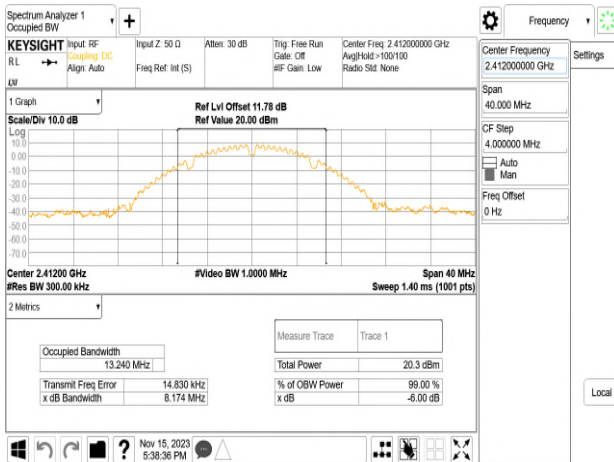 Spectrum Analyzer 1
Occupied BW
+
Frequency
KEYSIGHT
RL
Input: RF
Coupling: DC
Align: Auto
Input Z: 50 Ω
Freq Ref: Int (S)
Atten: 30 dB
Trig: Free Run
Gate: Off
#IF Gain: Low
Center Freq: 2.412000000 GHz
Avg|Hold:>100/100
Radio Std: None
Center Frequency
2.412000000 GHz
Settings
Span
40.000 MHz
CF Step
4.000000 MHz
Auto
Man
Freq Offset
0 Hz
Local
1 Graph
Scale/Div 10.0 dB
Ref Lvl Offset 11.78 dB
Ref Value 20.00 dBm
Log
10.0
0.00
-10.0
-20.0
-30.0
-40.0
-50.0
-60.0
-70.0
Center 2.41200 GHz
#Res BW 300.00 kHz
#Video BW 1.0000 MHz
Span 40 MHz
Sweep 1.40 ms (1001 pts)
2 Metrics
Measure Trace Trace 1
Occupied Bandwidth
13.240 MHz
Total Power 20.3 dBm
Transmit Freq Error 14.830 kHz
% of OBW Power 99.00 %
x dB Bandwidth 8.174 MHz
x dB -6.00 dB
?
Nov 15, 2023
5:38:36 PM